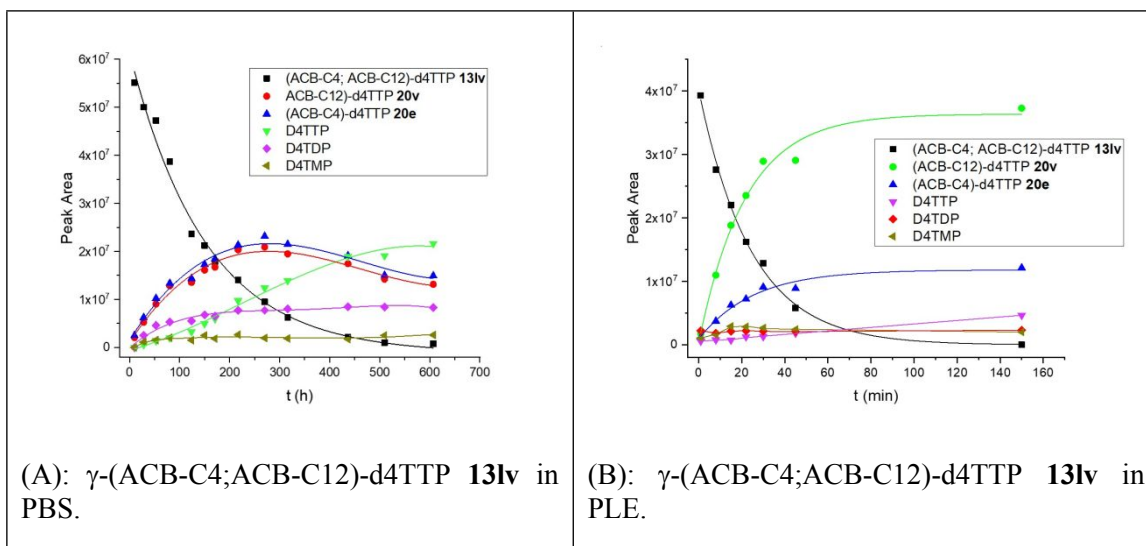 6x10⁷
5x10⁷
4x10⁷
3x10⁷
2x10⁷
1x10⁷
0
Peak Area
(ACB-C4; ACB-C12)-d4TTP 13lv
ACB-C12)-d4TTP 20v
(ACB-C4)-d4TTP 20e
D4TTP
D4TDP
D4TMP
0 100 200 300 400 500 600 700
t (h)
(A): γ-(ACB-C4;ACB-C12)-d4TTP 13lv in
PBS.
4x10⁷
3x10⁷
2x10⁷
1x10⁷
0
Peak Area
(ACB-C4; ACB-C12)-d4TTP 13lv
(ACB-C12)-d4TTP 20v
(ACB-C4)-d4TTP 20e
D4TTP
D4TDP
D4TMP
0 20 40 60 80 100 120 140 160
t (min)
(B): γ-(ACB-C4;ACB-C12)-d4TTP 13lv in
PLE.